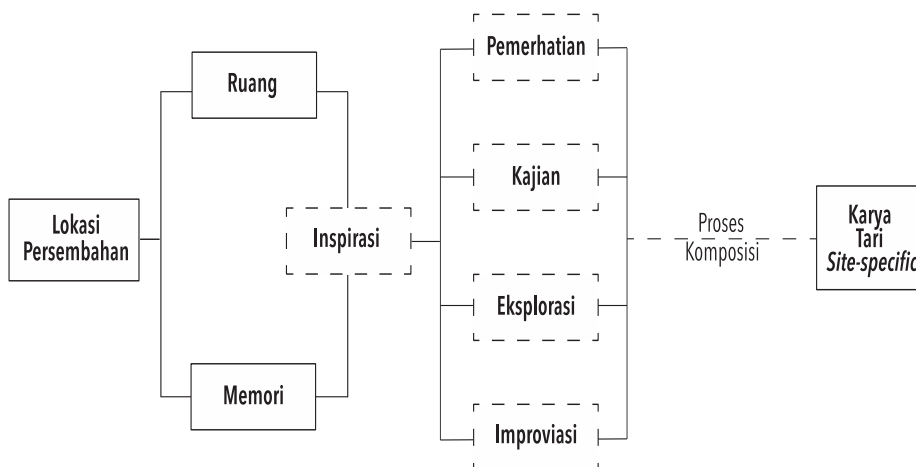 Lokasi
Persembahan
Ruang
Memori
Inspirasi
Pemerhatian
Kajian
Eksplorasi
Improviasi
Proses
Komposisi
Karya
Tari
Site-specific